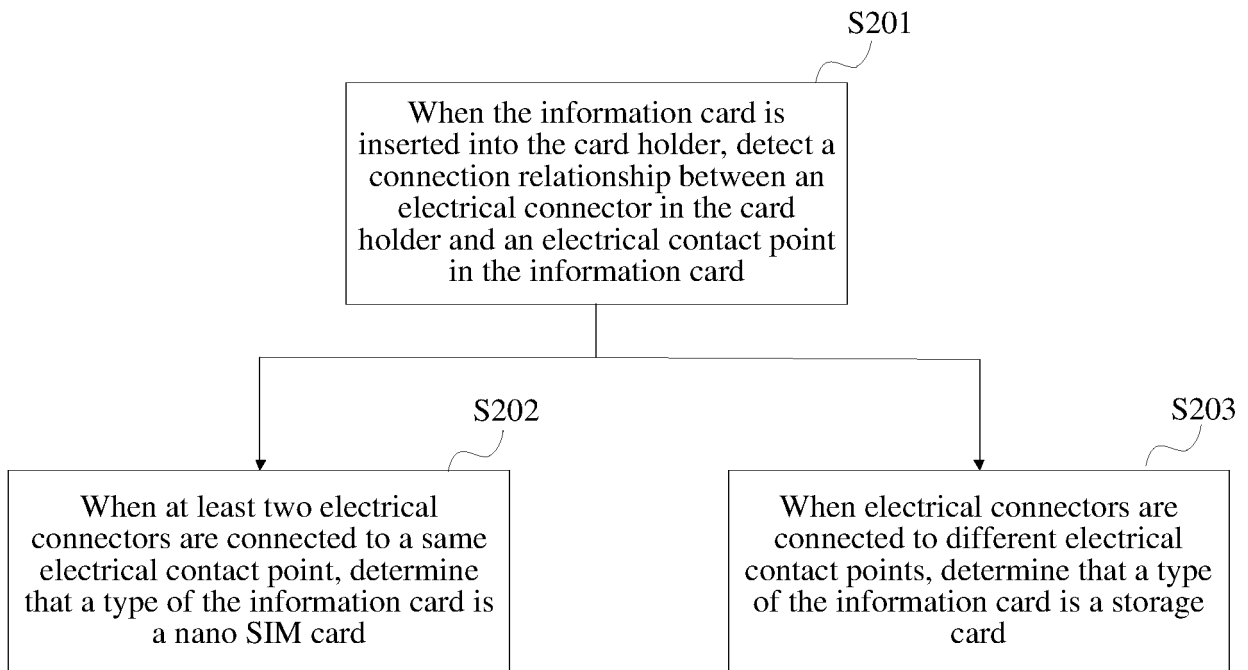 S201
When the information card is
inserted into the card holder, detect a
connection relationship between an
electrical connector in the card
holder and an electrical contact point
in the information card
S202
When at least two electrical
connectors are connected to a same
electrical contact point, determine
that a type of the information card is
a nano SIM card
S203
When electrical connectors are
connected to different electrical
contact points, determine that a type
of the information card is a storage
card